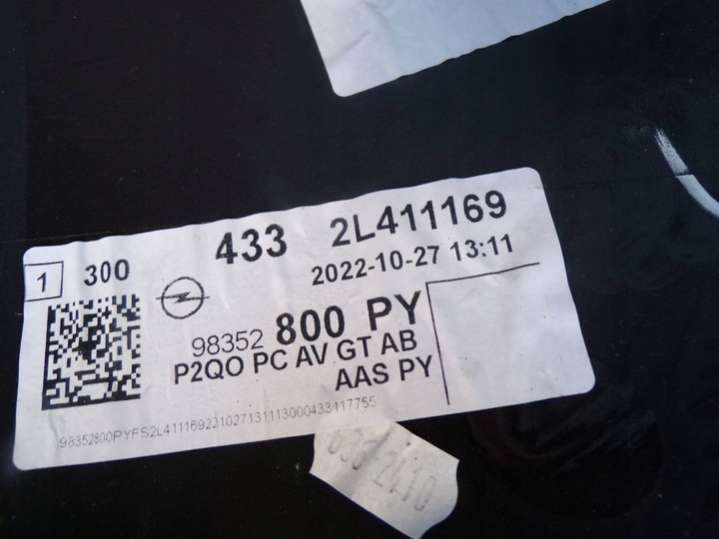 433 2L411169
1 300
2022-10-27 13:11
98352 800 PY
P2QO PC AV GT AB
AAS PY